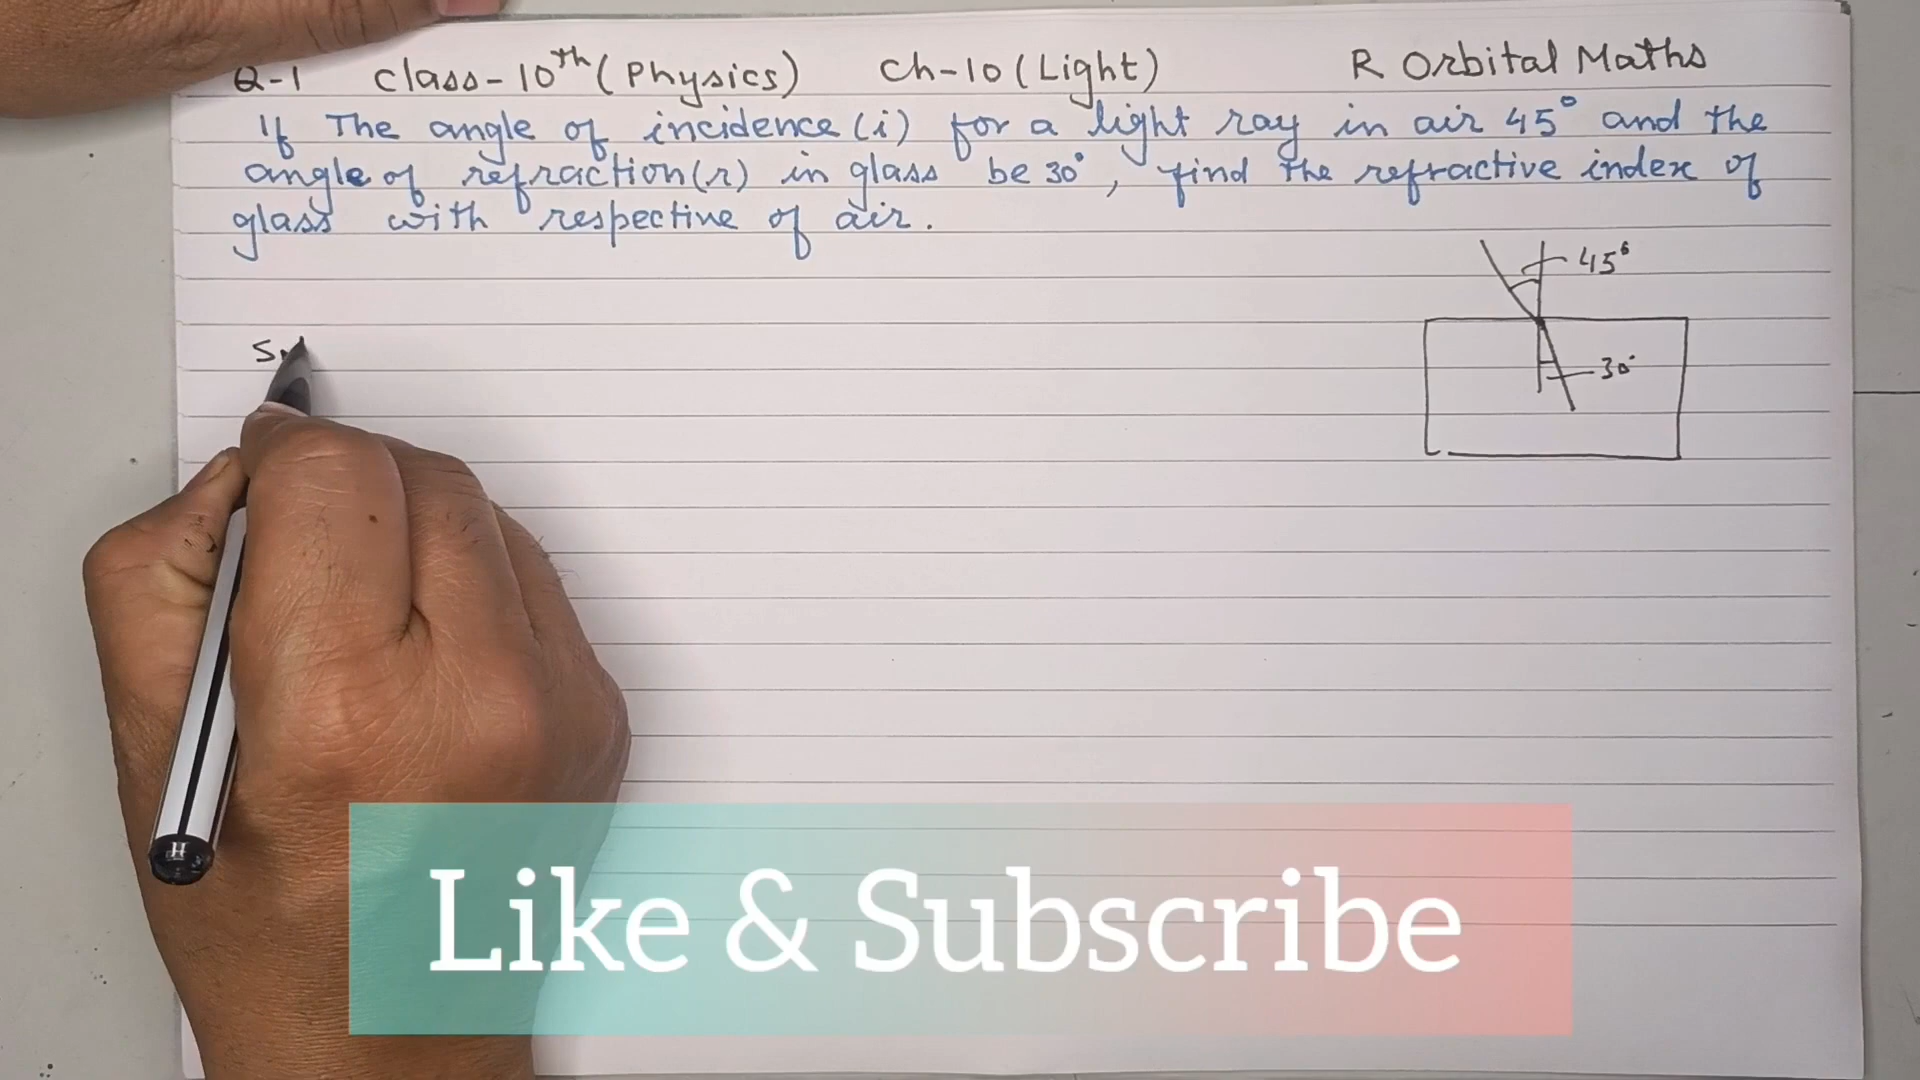 Q-1 Class-10th (Physics) Ch-10 (Light) R Orbital Maths
If The angle of incidence (i) for a light ray in air 45° and the
angle of refraction (r) in glass be 30°, find the refractive index of
glass with respective of air.
45°
30°
H
Like & Subscribe